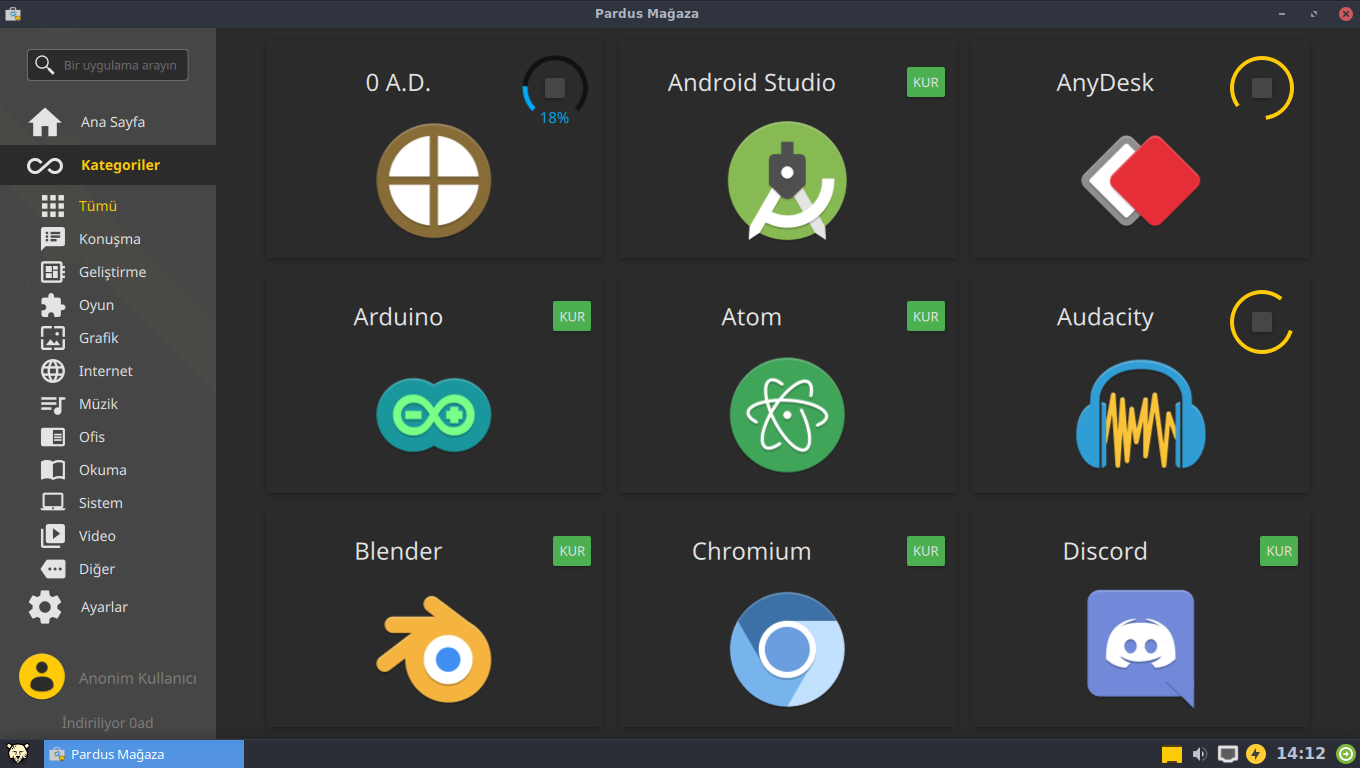 Pardus Mağaza
Bir uygulama arayın
Ana Sayfa
Kategoriler
Tümü
Konuşma
Geliştirme
Oyun
Grafik
Internet
Müzik
Ofis
Okuma
Sistem
Video
Diğer
Ayarlar
Anonim Kullanıcı
İndiriliyor 0ad
0 A.D.
18%
Android Studio
KUR
AnyDesk
Arduino
KUR
Atom
KUR
Audacity
Blender
KUR
Chromium
KUR
Discord
KUR
Pardus Mağaza
14:12